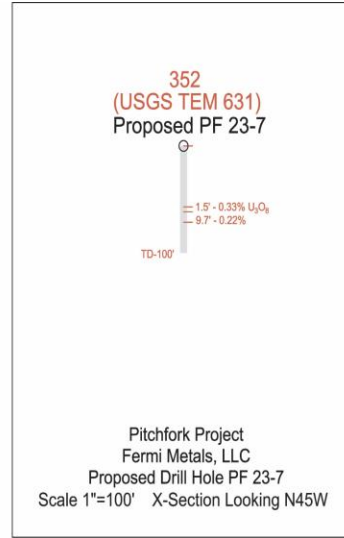 352
(USGS TEM 631)
Proposed PF 23-7
1.5' - 0.33% U₃O₈
9.7' - 0.22%
TD-100'
Pitchfork Project
Fermi Metals, LLC
Proposed Drill Hole PF 23-7
Scale 1"=100' X-Section Looking N45W